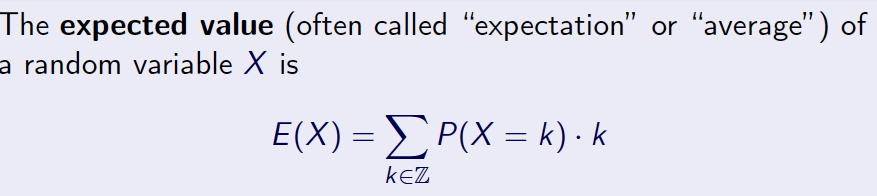 The expected value (often called “expectation” or “average”) of
a random variable X is
E(X) = ∑ P(X = k) · k
k∈ℤ